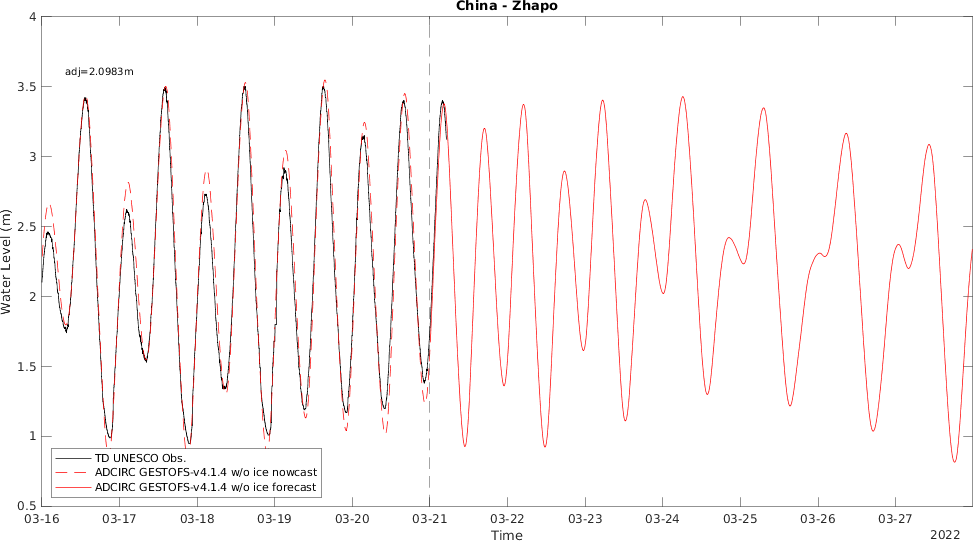 China - Zhapo
adj=2.0983m
Water Level (m)
4
3.5
3
2.5
2
1.5
1
0.5
TD UNESCO Obs.
ADCIRC GESTOFS-v4.1.4 w/o ice nowcast
ADCIRC GESTOFS-v4.1.4 w/o ice forecast
03-16 03-17 03-18 03-19 03-20 03-21 03-22 03-23 03-24 03-25 03-26 03-27
Time
2022